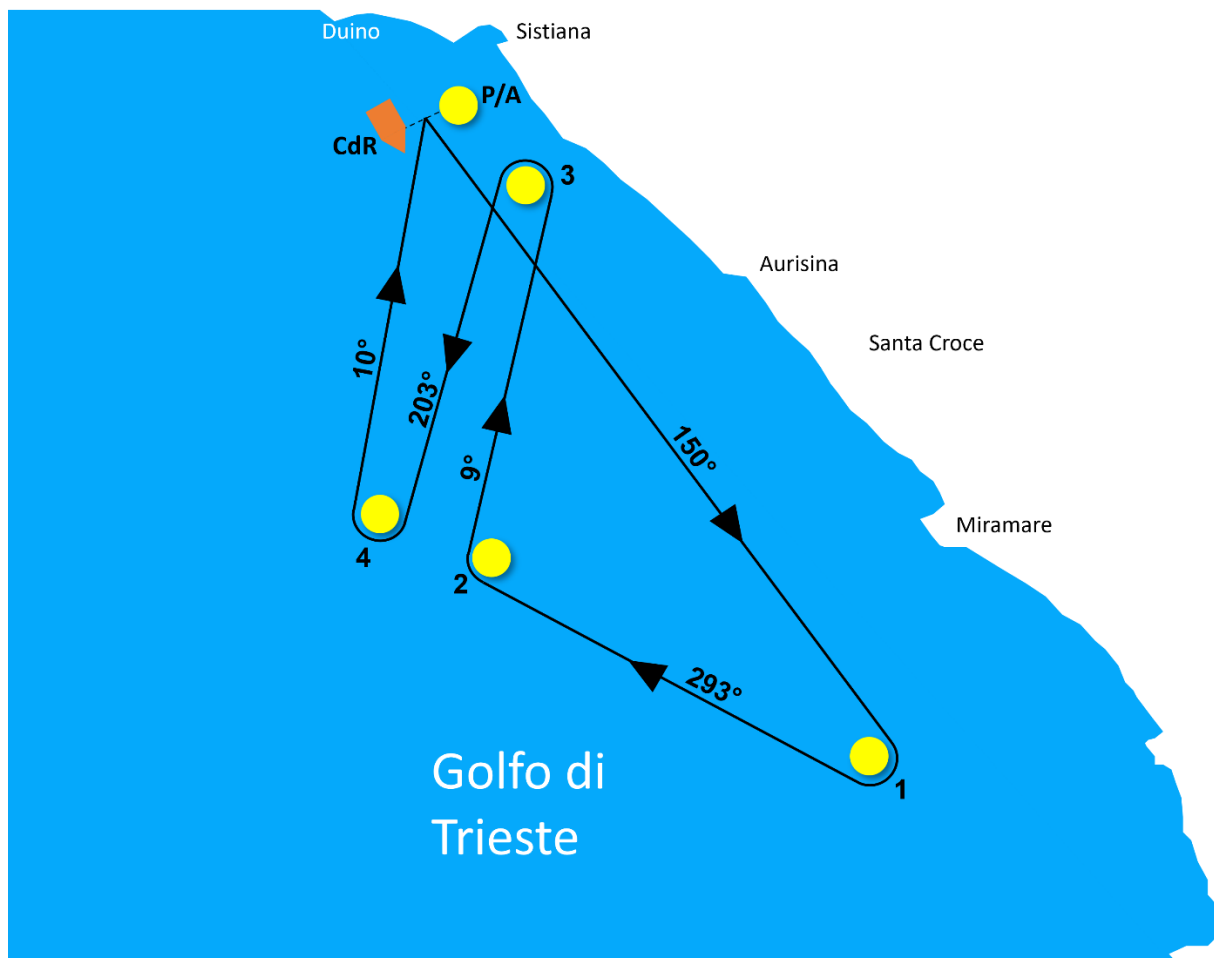 Duino
Sistiana
P/A
CdR
3
Aurisina
Santa Croce
10°
203°
150°
9°
Miramare
4
2
293°
Golfo di
Trieste
1